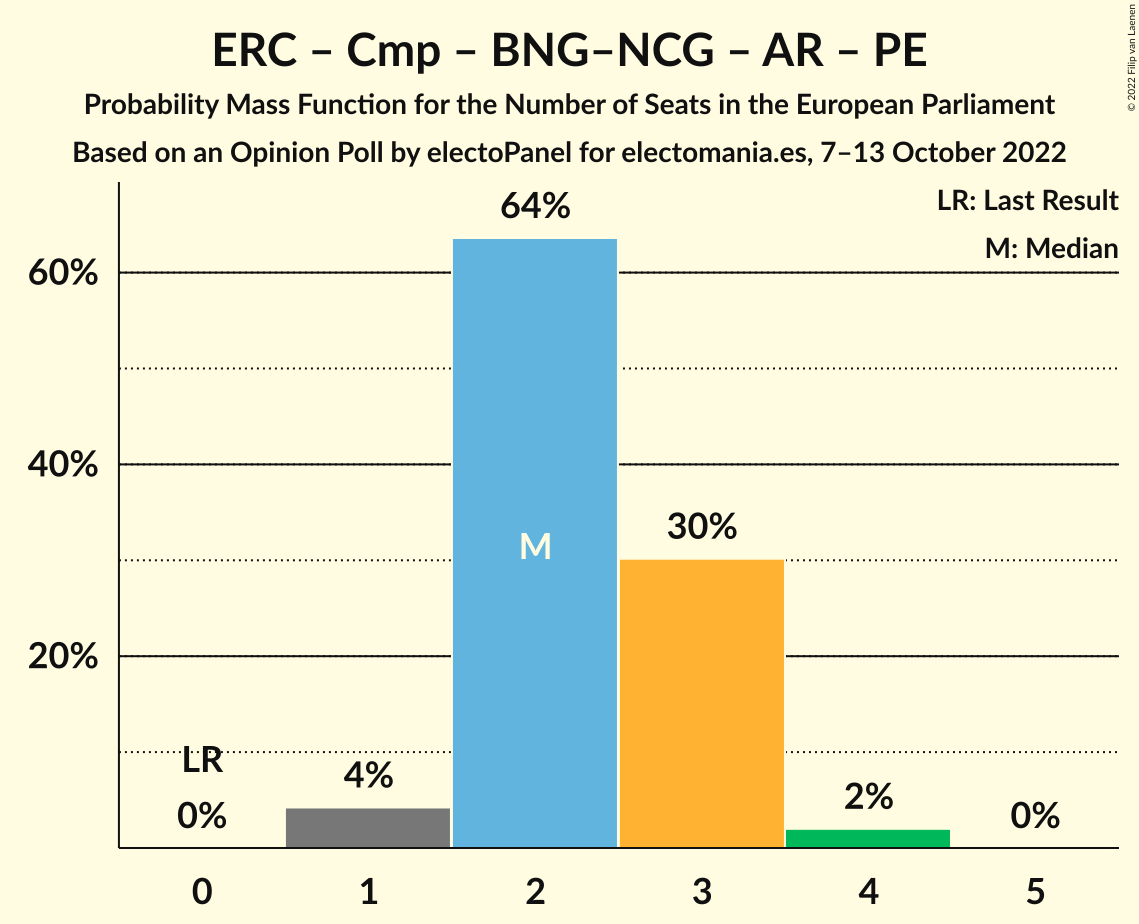 ERC – Cmp – BNG–NCG – AR – PE
Probability Mass Function for the Number of Seats in the European Parliament
Based on an Opinion Poll by electoPanel for electomania.es, 7–13 October 2022
© 2022 Filip van Laenen
LR: Last Result
M: Median
64%
60%
40%
30%
M
20%
LR
4%
2%
0%
0%
0 1 2 3 4 5